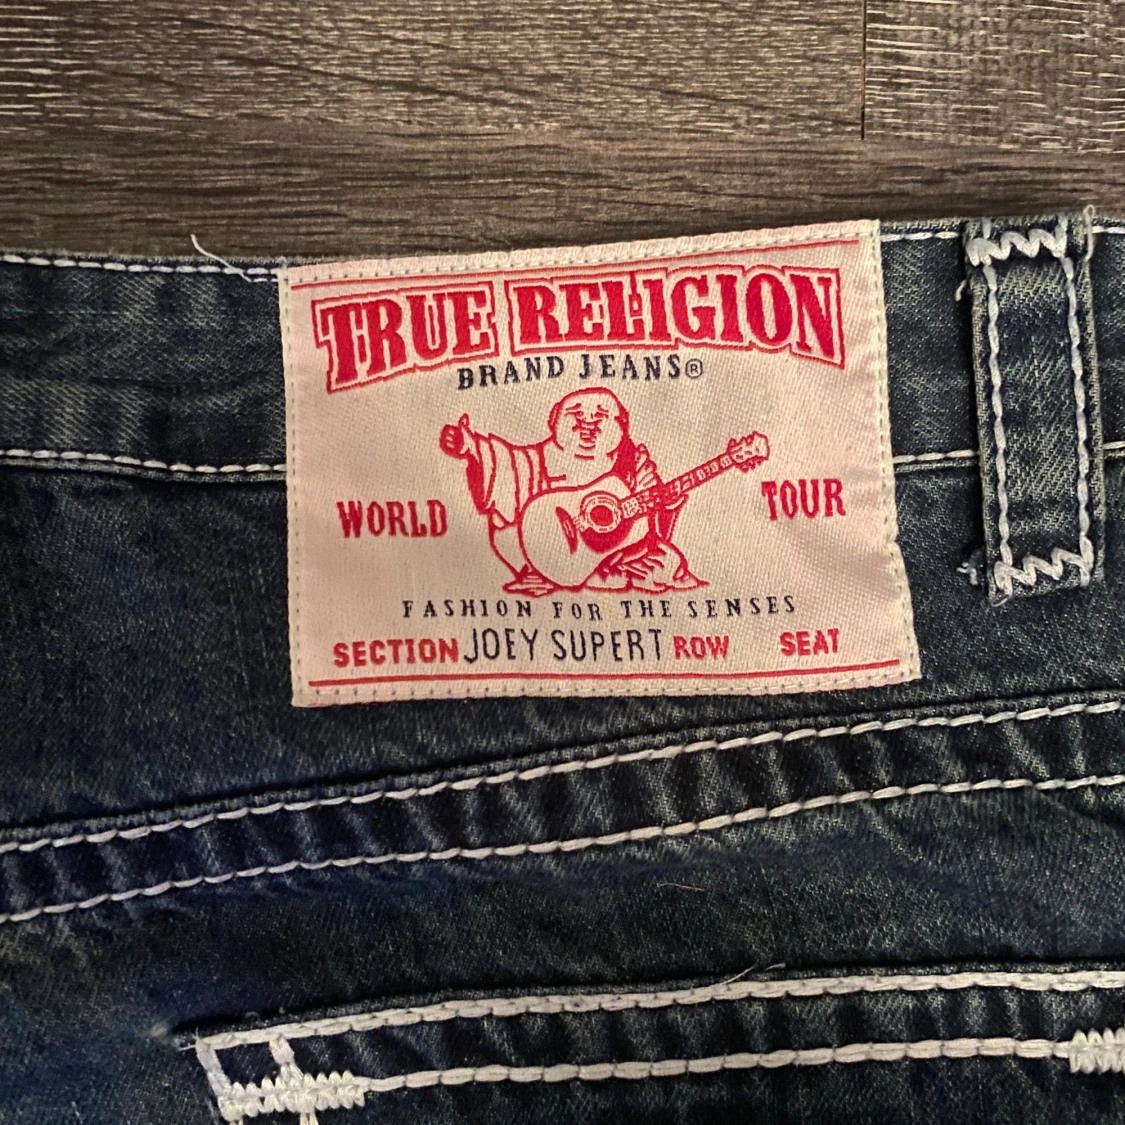 TRUE RELIGION
BRAND JEANS®
WORLD TOUR
FASHION FOR THE SENSES
SECTION JOEY SUPERT ROW SEAT